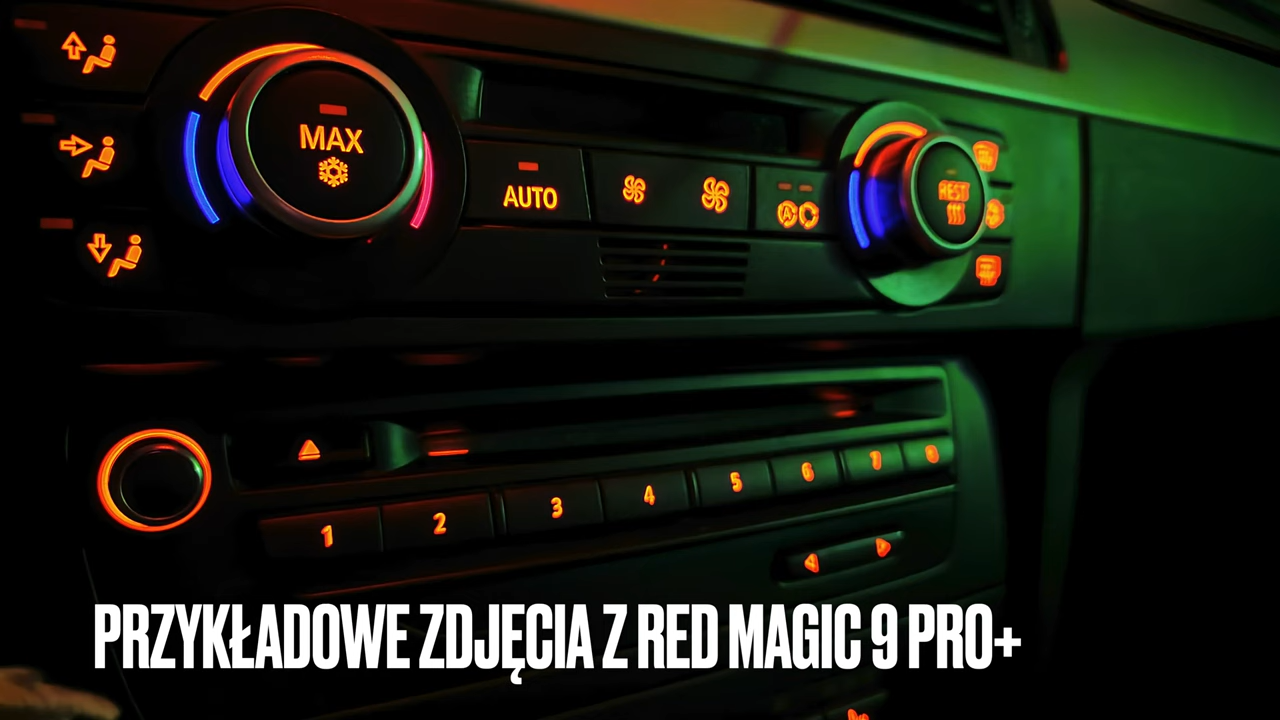 MAX
AUTO
A
REST
1 2 3 4 5 6 7 8
PRZYKŁADOWE ZDJĘCIA Z RED MAGIC 9 PRO+